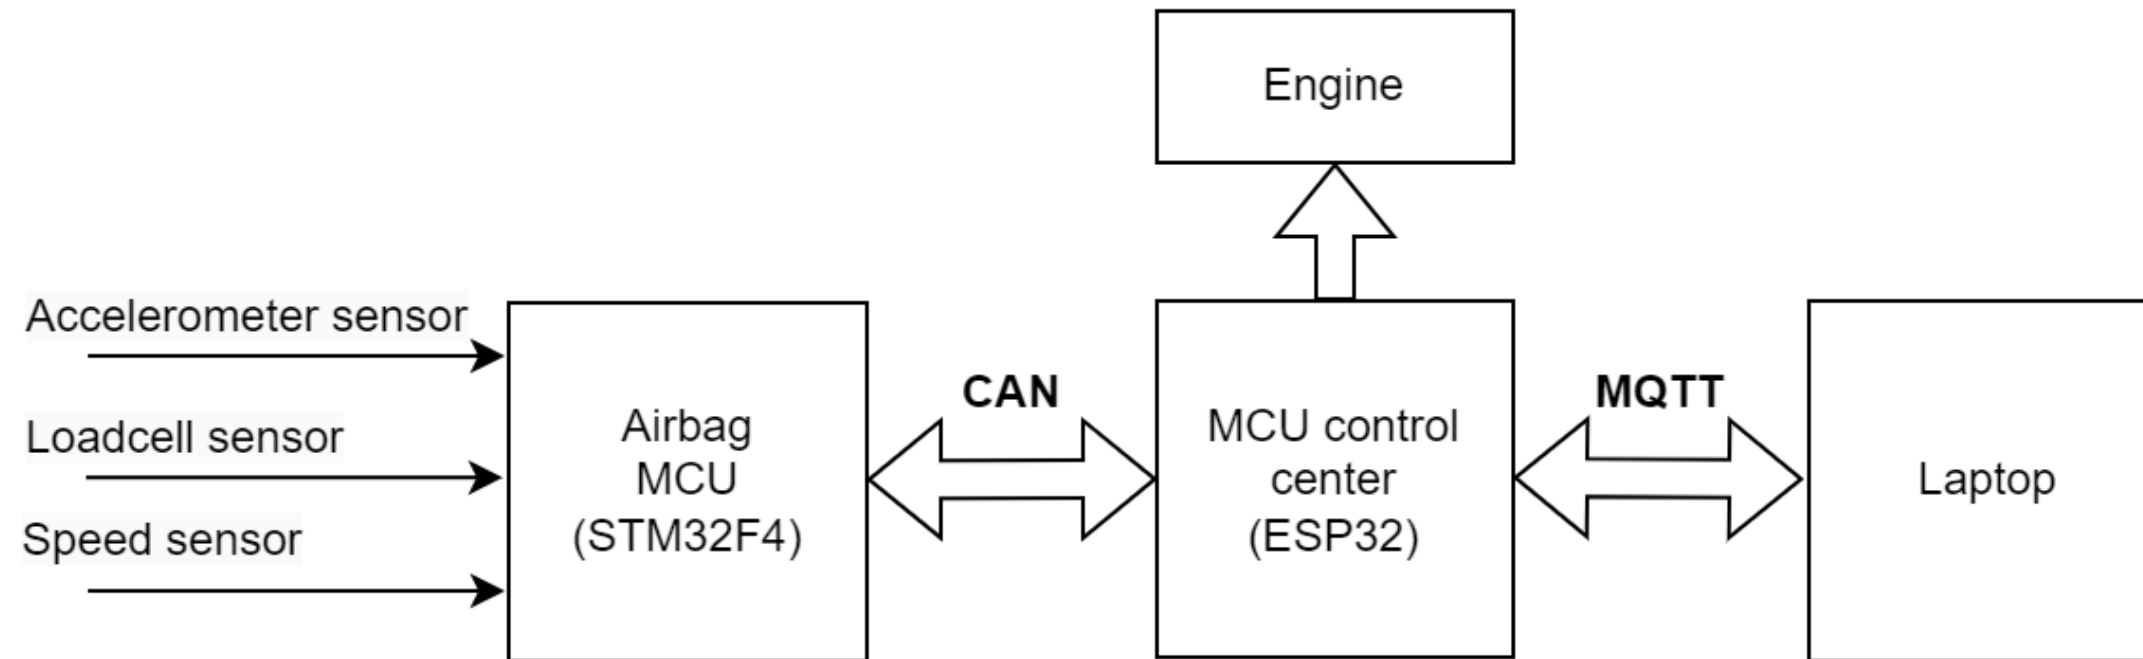 Engine
Accelerometer sensor
Loadcell sensor
Speed sensor
Airbag
MCU
(STM32F4)
CAN
MCU control
center
(ESP32)
MQTT
Laptop